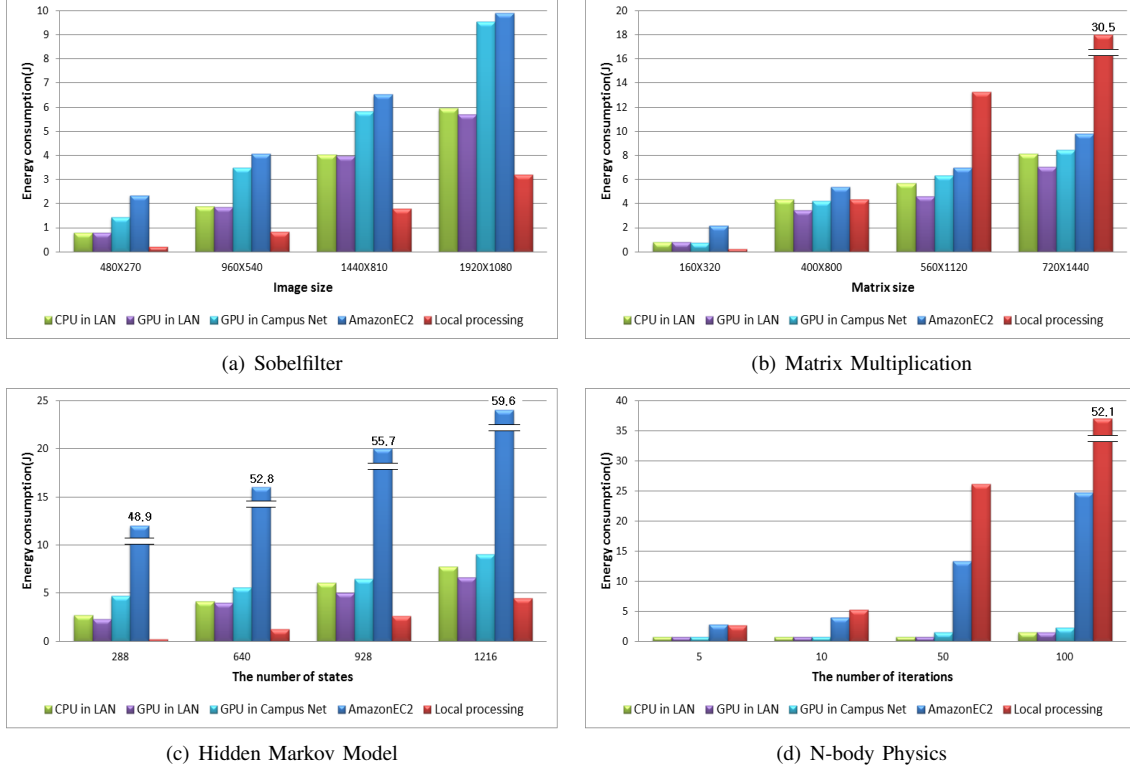 10
9
8
7
6
5
4
3
2
1
0
Energy consumption(J)
480X270 960X540 1440X810 1920X1080
Image size
CPU in LAN GPU in LAN GPU in Campus Net AmazonEC2 Local processing
(a) Sobelfilter
20
18
16
14
12
10
8
6
4
2
0
Energy consumption(J)
30.5
160X320 400X800 560X1120 720X1440
Matrix size
CPU in LAN GPU in LAN GPU in Campus Net AmazonEC2 Local processing
(b) Matrix Multiplication
25
20
15
10
5
0
Energy consumption(J)
48.9 52.8 55.7 59.6
288 640 928 1216
The number of states
CPU in LAN GPU in LAN GPU in Campus Net AmazonEC2 Local processing
(c) Hidden Markov Model
40
35
30
25
20
15
10
5
0
Energy consumption(J)
52.1
5 10 50 100
The number of iterations
CPU in LAN GPU in LAN GPU in Campus Net AmazonEC2 Local processing
(d) N-body Physics